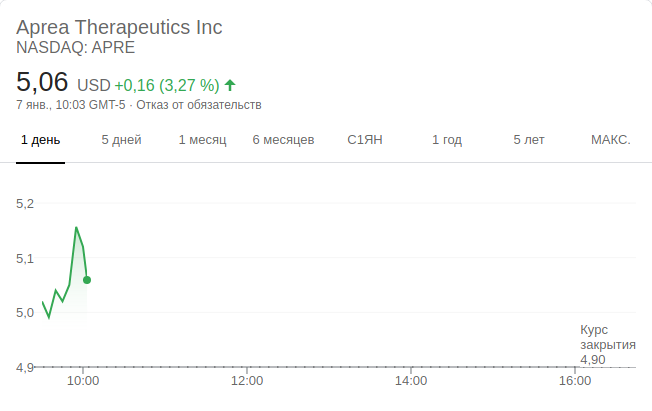 Aprea Therapeutics Inc
NASDAQ: APRE
5,06 USD +0,16 (3,27 %)
7 янв., 10:03 GMT-5 · Отказ от обязательств
1 день 5 дней 1 месяц 6 месяцев С1ЯН 1 год 5 лет МАКС.
5,2
5,1
5,0
Курс
закрытия
4,90
4,9
10:00 12:00 14:00 16:00